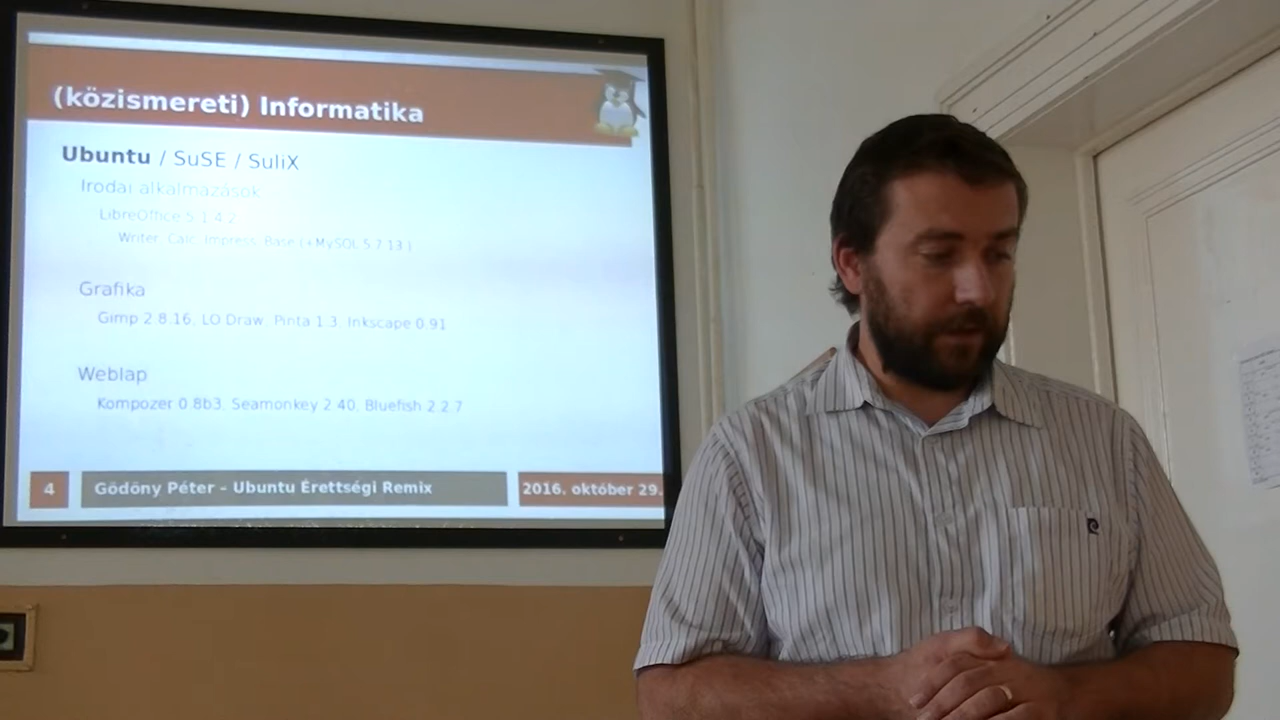 (közismereti) Informatika
Ubuntu / SuSE / SuliX
Irodai alkalmazások
LibreOffice 5.1.4.2
Writer, Calc, Impress, Base (+MySQL 5.7.13 )
Grafika
Gimp 2.8.16, LO Draw, Pinta 1.3, Inkscape 0.91
Weblap
Kompozer 0.8b3, Seamonkey 2.40, Bluefish 2.2.7
4
Gödöny Péter – Ubuntu Érettségi Remix
2016. október 29.